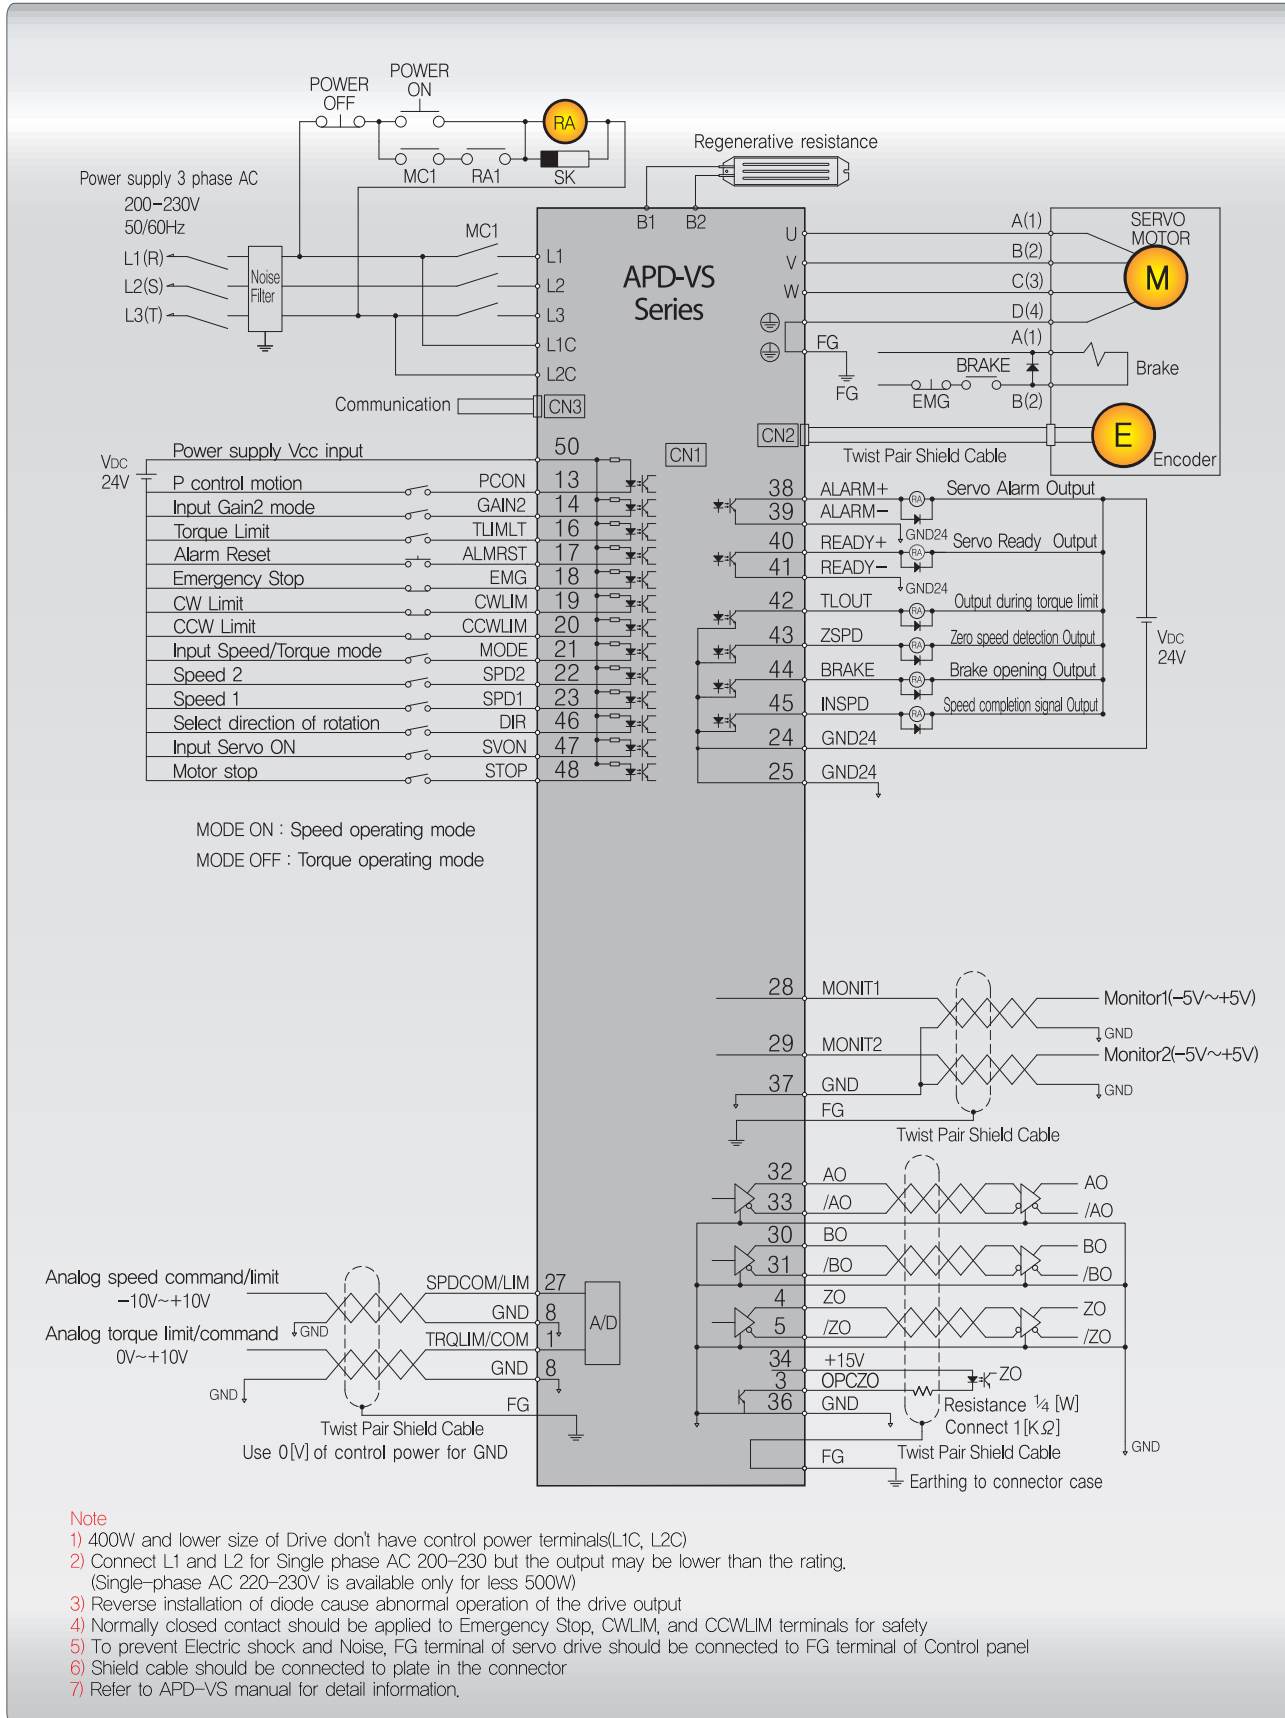 POWER
OFF
POWER
ON
RA
MC1
RA1
SK
Regenerative resistance
Power supply 3 phase AC
200-230V
50/60Hz
L1(R)
L2(S)
L3(T)
Noise
Filter
MC1
B1
B2
L1
L2
L3
L1C
L2C
APD-VS
Series
U
V
W
FG
FG
A(1)
B(2)
C(3)
D(4)
SERVO
MOTOR
M
A(1)
BRAKE
EMG
B(2)
Brake
Communication
CN3
CN2
Twist Pair Shield Cable
E
Encoder
CN1
VDC
24V
Power supply Vcc input 50
P control motion PCON 13
Input Gain2 mode GAIN2 14
Torque Limit TLIMLT 16
Alarm Reset ALMRST 17
Emergency Stop EMG 18
CW Limit CWLIM 19
CCW Limit CCWLIM 20
Input Speed/Torque mode MODE 21
Speed 2 SPD2 22
Speed 1 SPD1 23
Select direction of rotation DIR 46
Input Servo ON SVON 47
Motor stop STOP 48
38 ALARM+ RA Servo Alarm Output
39 ALARM-
GND24
40 READY+ RA Servo Ready Output
41 READY-
GND24
42 TLOUT RA Output during torque limit
43 ZSPD RA Zero speed detection Output
44 BRAKE RA Brake opening Output
45 INSPD RA Speed completion signal Output
24 GND24
25 GND24
VDC
24V
MODE ON : Speed operating mode
MODE OFF : Torque operating mode
28 MONIT1 Monitor1(-5V~+5V)
GND
29 MONIT2 Monitor2(-5V~+5V)
37 GND GND
FG
Twist Pair Shield Cable
32 AO AO
33 /AO /AO
30 BO BO
31 /BO /BO
4 ZO ZO
5 /ZO /ZO
34 +15V ZO
3 OPCZO
36 GND
Resistance ¼ [W]
Connect 1[KΩ]
GND
Twist Pair Shield Cable
FG
Earthing to connector case
Analog speed command/limit
-10V~+10V
SPDCOM/LIM 27
GND GND 8
Analog torque limit/command
0V~+10V
TRQLIM/COM 1
GND GND 8
A/D
FG
Twist Pair Shield Cable
Use 0[V] of control power for GND
Note
1) 400W and lower size of Drive don't have control power terminals(L1C, L2C)
2) Connect L1 and L2 for Single phase AC 200-230 but the output may be lower than the rating.
(Single-phase AC 220-230V is available only for less 500W)
3) Reverse installation of diode cause abnormal operation of the drive output
4) Normally closed contact should be applied to Emergency Stop, CWLIM, and CCWLIM terminals for safety
5) To prevent Electric shock and Noise, FG terminal of servo drive should be connected to FG terminal of Control panel
6) Shield cable should be connected to plate in the connector
7) Refer to APD-VS manual for detail information.